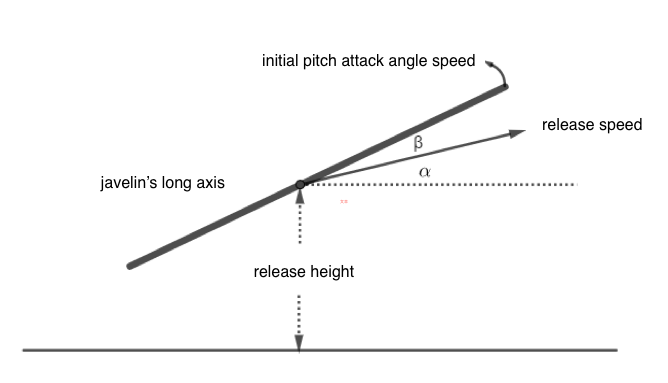 initial pitch attack angle speed
release speed
β
α
javelin's long axis
release height